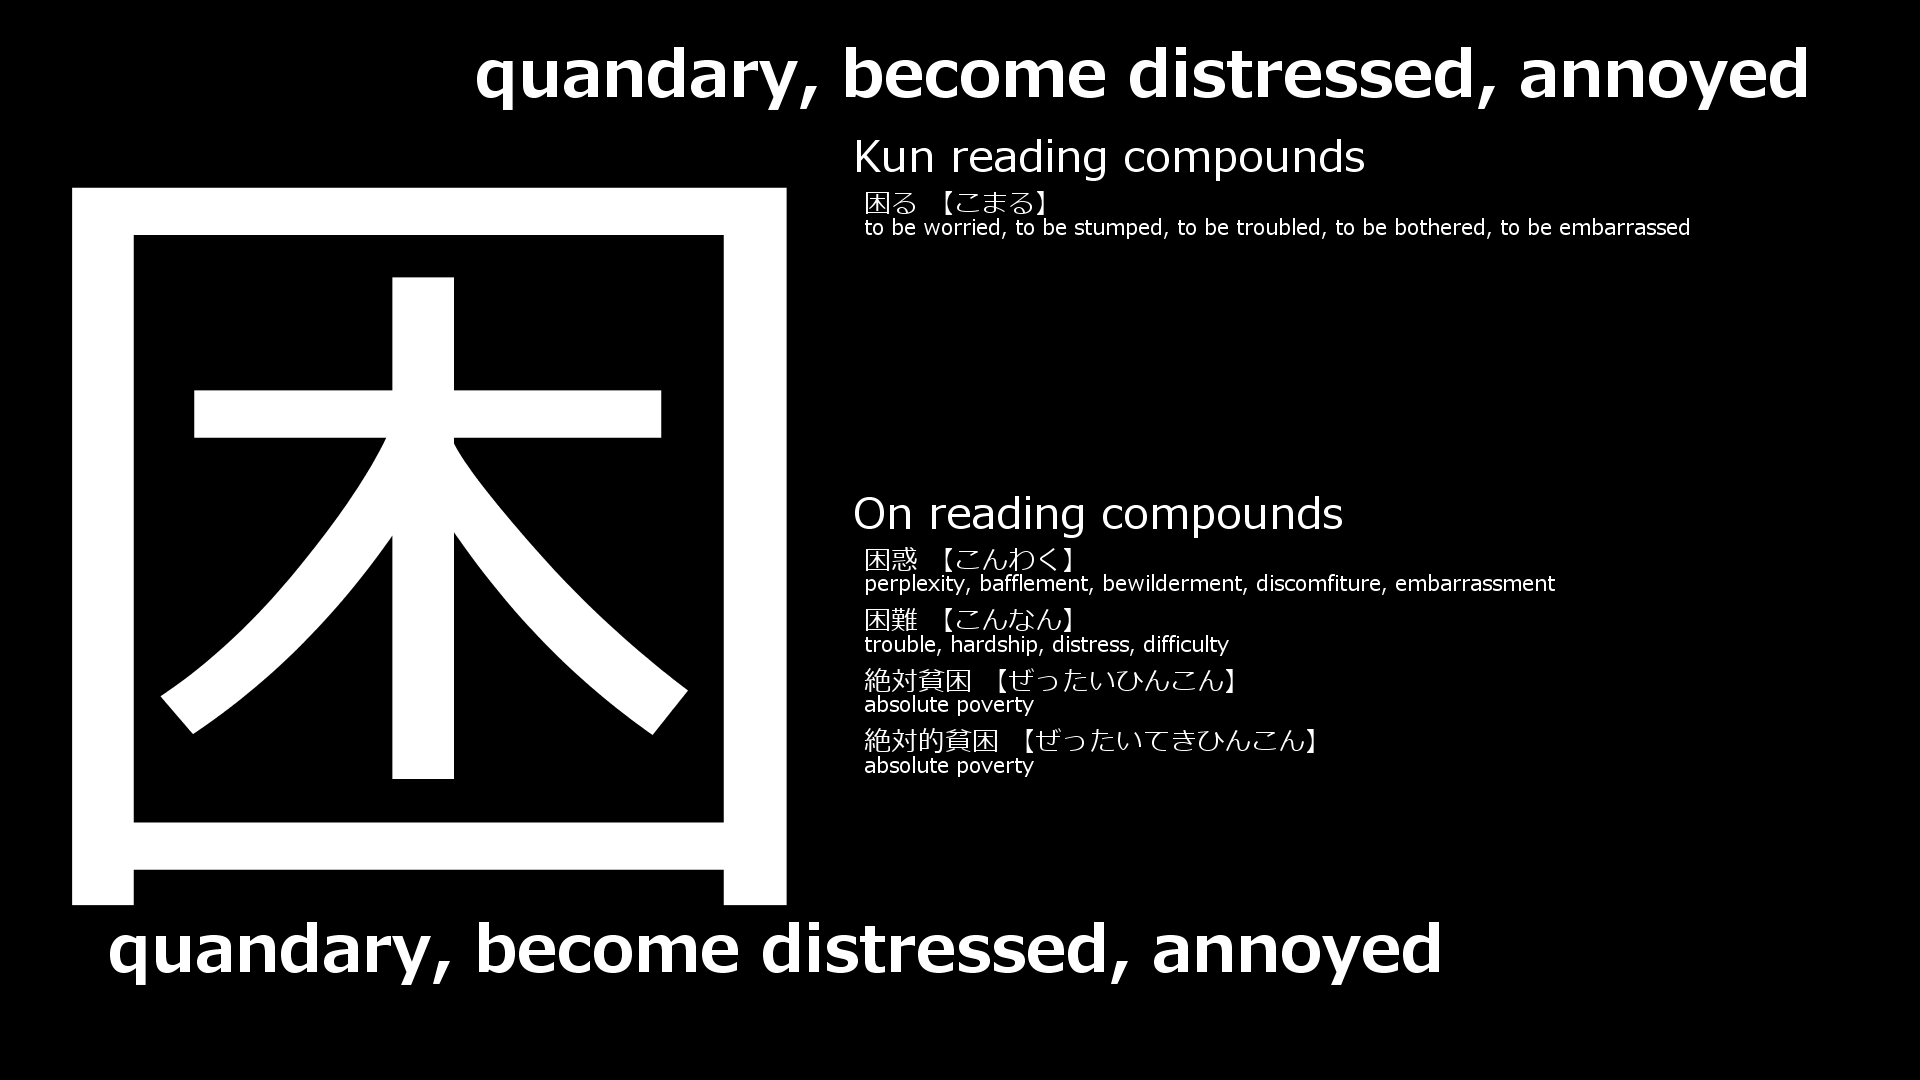 quandary, become distressed, annoyed
困
Kun reading compounds
困る 【こまる】
to be worried, to be stumped, to be troubled, to be bothered, to be embarrassed
On reading compounds
困惑 【こんわく】
perplexity, bafflement, bewilderment, discomfiture, embarrassment
困難 【こんなん】
trouble, hardship, distress, difficulty
絶対貧困 【ぜったいひんこん】
absolute poverty
絶対的貧困 【ぜったいてきひんこん】
absolute poverty
quandary, become distressed, annoyed